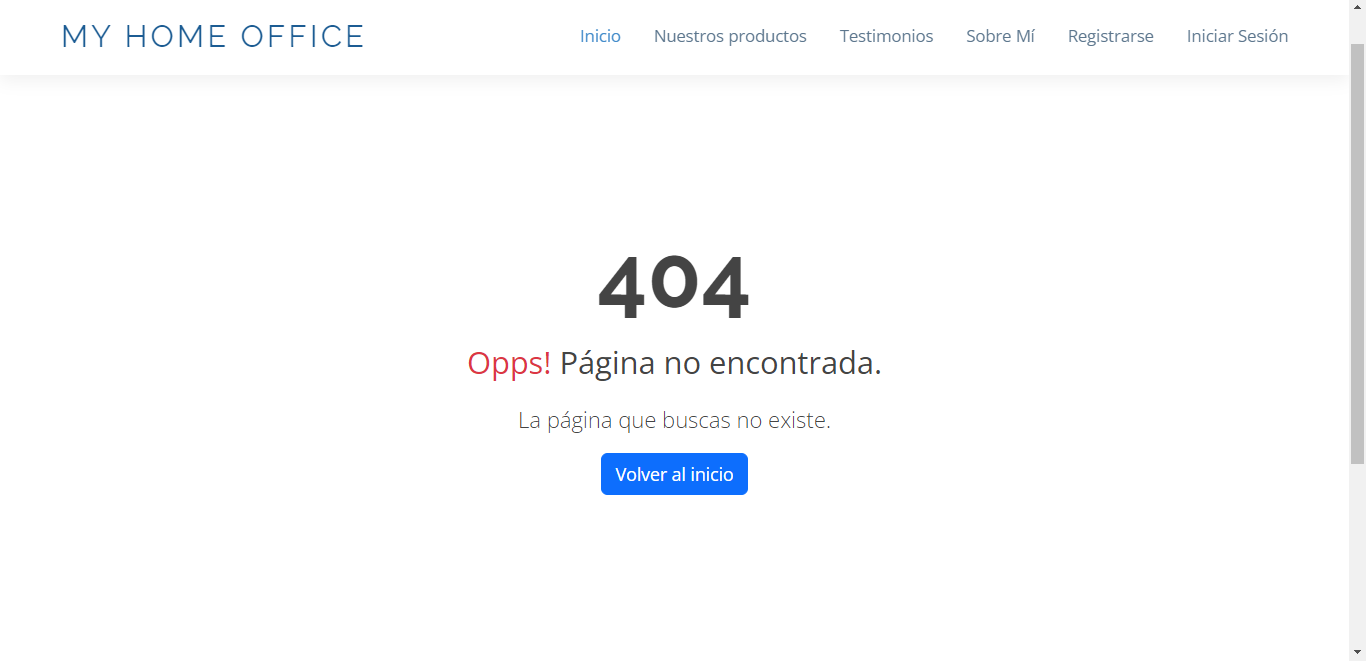 MY HOME OFFICE
Inicio Nuestros productos Testimonios Sobre Mí Registrarse Iniciar Sesión
404
Opps! Página no encontrada.
La página que buscas no existe.
Volver al inicio